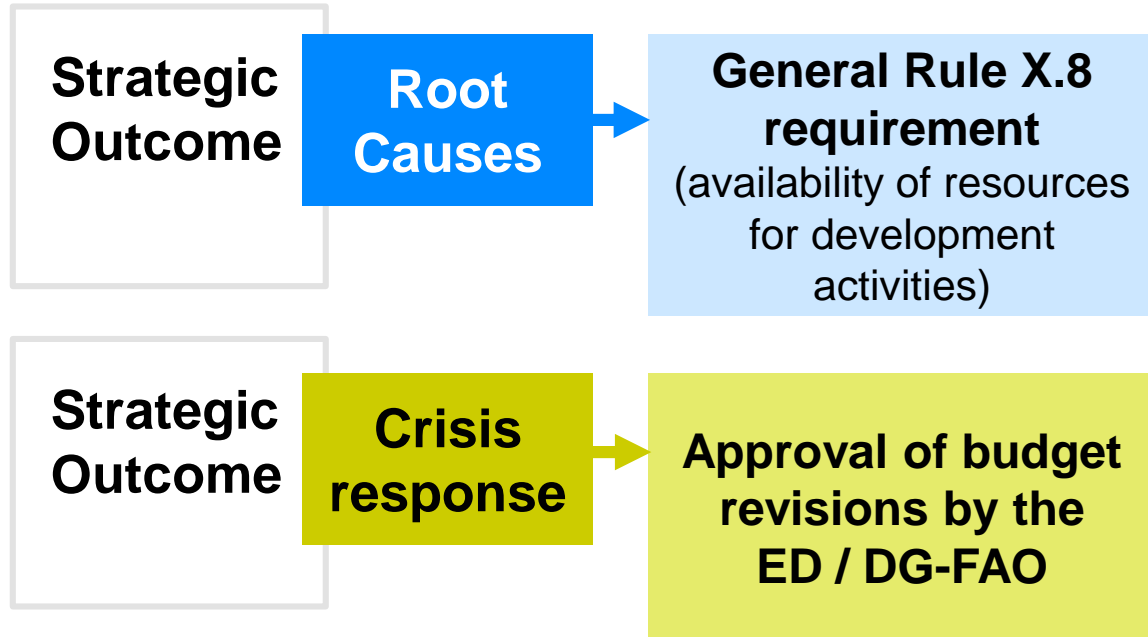 Strategic
Outcome
Root
Causes
General Rule X.8
requirement
(availability of resources
for development
activities)
Strategic
Outcome
Crisis
response
Approval of budget
revisions by the
ED / DG-FAO